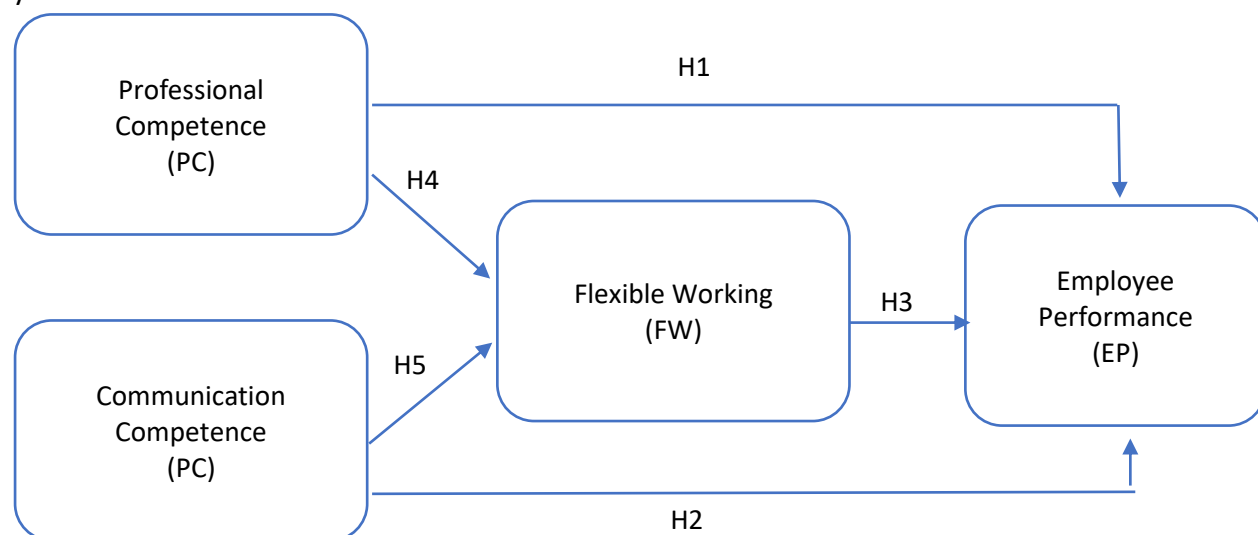 Professional
Competence
(PC)
H1
H4
Flexible Working
(FW)
H3
Employee
Performance
(EP)
Communication
Competence
(PC)
H5
H2